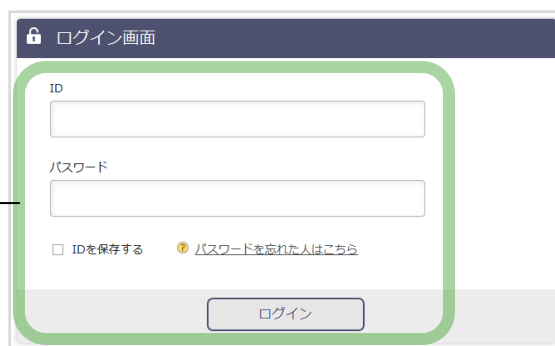 ログイン画面
ID
パスワード
IDを保存する
パスワードを忘れた人はこちら
ログイン